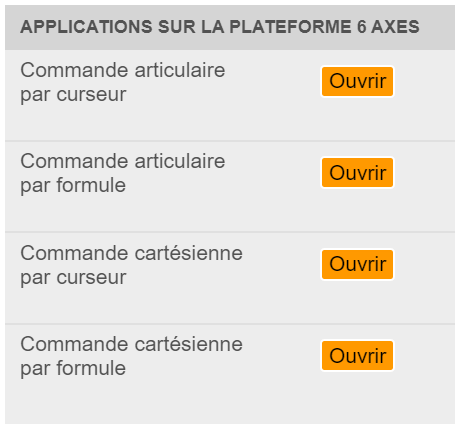 APPLICATIONS SUR LA PLATEFORME 6 AXES
Commande articulaire
par curseur
Ouvrir
Commande articulaire
par formule
Ouvrir
Commande cartésienne
par curseur
Ouvrir
Commande cartésienne
par formule
Ouvrir